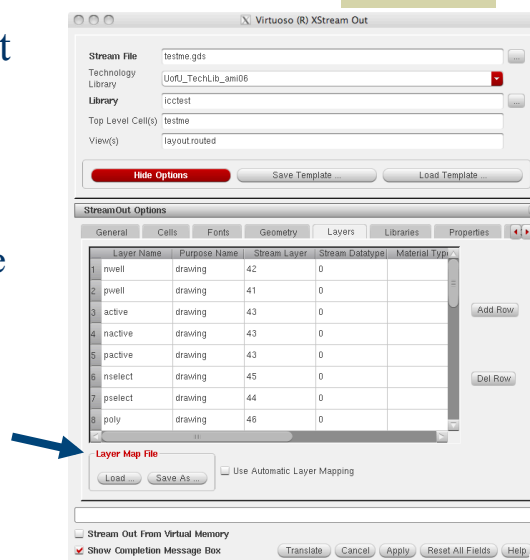 t
e
Virtuoso (R) XStream Out
Stream File testme.gds ...
Technology Library UofU_TechLib_ami06
Library icctest ...
Top Level Cell(s) testme
View(s) layout.routed
Hide Options Save Template ... Load Template ...
StreamOut Options
General Cells Fonts Geometry Layers Libraries Properties
Layer Name Purpose Name Stream Layer Stream Datatype Material Type
1 nwell drawing 42 0
2 pwell drawing 41 0
3 active drawing 43 0
4 nactive drawing 43 0
5 pactive drawing 43 0
6 nselect drawing 45 0
7 pselect drawing 44 0
8 poly drawing 46 0
Add Row
Del Row
Layer Map File
Load ... Save As ... Use Automatic Layer Mapping
Stream Out From Virtual Memory
Show Completion Message Box Translate Cancel Apply Reset All Fields Help